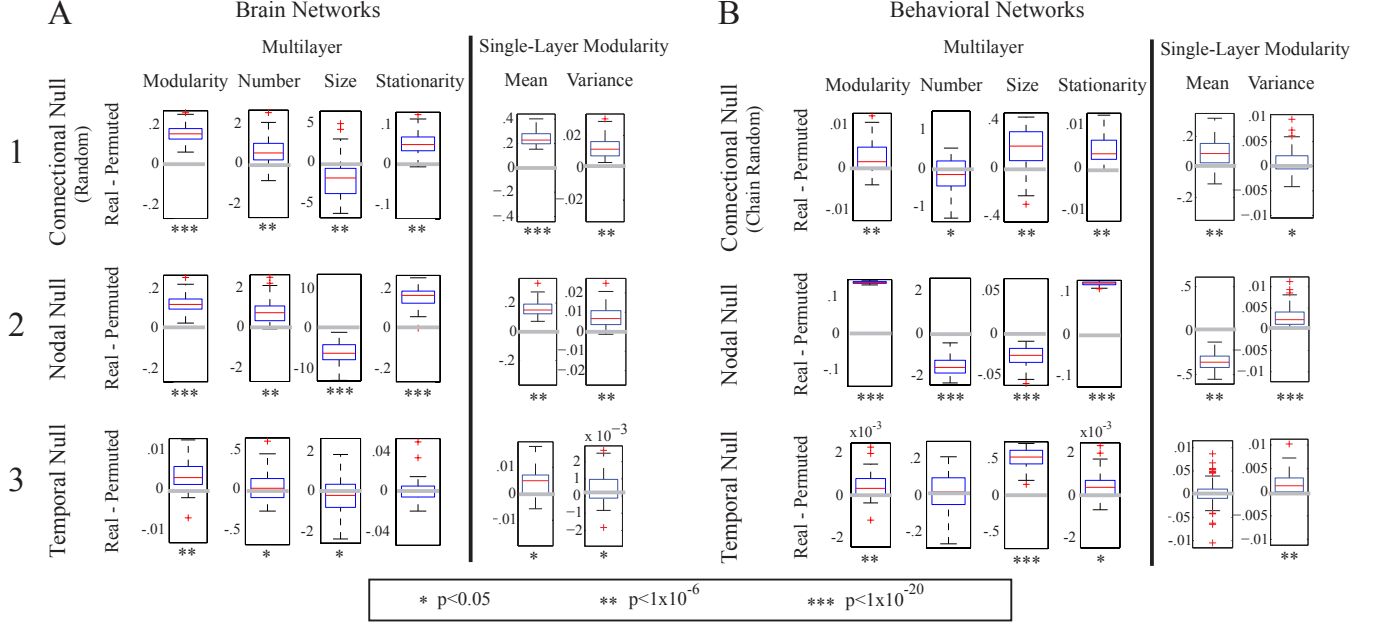 A Brain Networks
B Behavioral Networks
Multilayer
Single-Layer Modularity
Multilayer
Single-Layer Modularity
Modularity Number Size Stationarity
Mean Variance
Modularity Number Size Stationarity
Mean Variance
1
Connectional Null
(Random)
Real - Permuted
.2 0 -.2
2 0 -2
5 0 -5
.1 0 -.1
.4 .2 0 -.2 -.4
.02 0 -.02
*** ** ** **
*** **
Connectional Null
(Chain Random)
Real - Permuted
.01 0 -.01
1 0 -1
.4 0 -.4
.01 0 -.01
.2 0 -.2
.01 .005 0 -.005 -.01
** * ** **
** *
2
Nodal Null
Real - Permuted
.2 0 -.2
2 0 -2
10 0 -10
.2 0 -.2
.2 0 -.2
.02 .01 0 -.01 -.02
*** ** *** ***
** **
Nodal Null
Real - Permuted
.1 0 -.1
2 0 -2
.05 0 -.05
.1 0 -.1
.5 0 -.5
.01 .005 0 -.005 -.01
*** *** *** ***
** ***
3
Temporal Null
Real - Permuted
.01 0 -.01
.5 0 -.5
2 0 -2
.04 0 -.04
.01 0 -.01
x 10-3
2 1 0 -1 -2
** * *
* *
Temporal Null
Real - Permuted
x10-3
2 0 -2
2 0 -2
.5 0 -.5
x10-3
2 0 -2
.01 .005 0 -.005 -.01
.01 .005 0 -.005 -.01
** *** *
**
* p<0.05 ** p<1x10-6 *** p<1x10-20